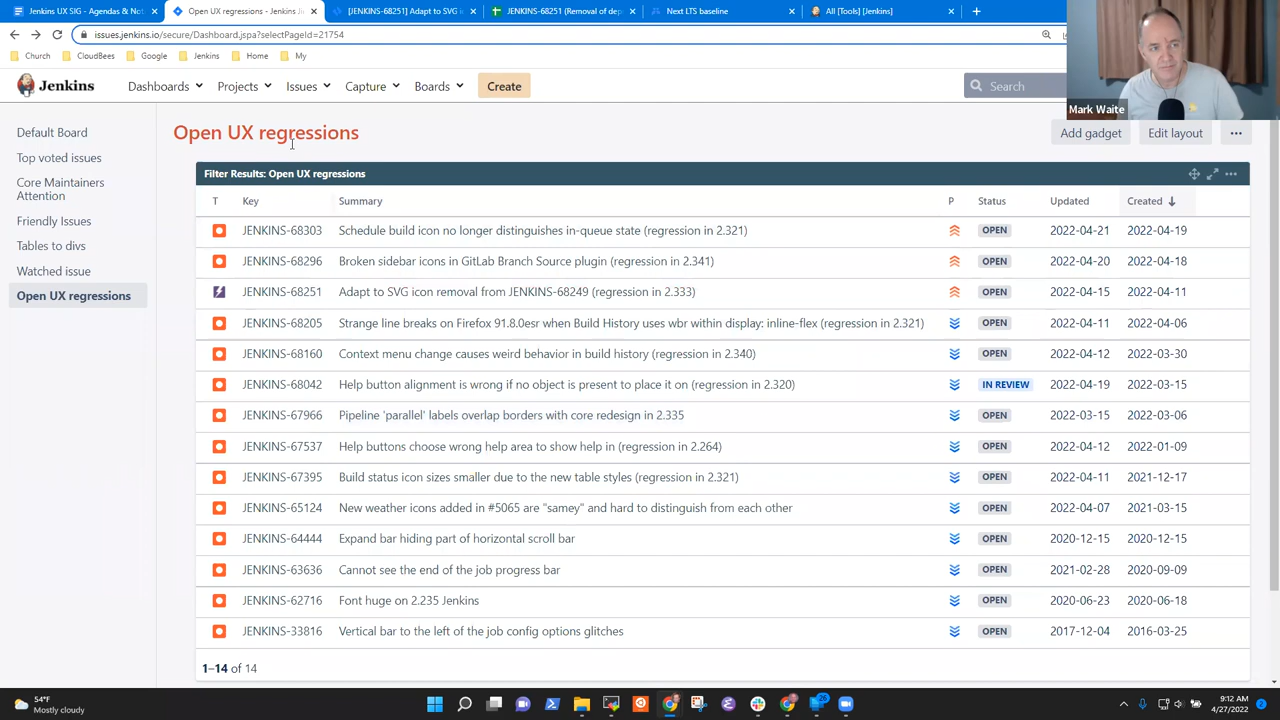 Jenkins UX SIG - Agendas & Not
Open UX regressions - Jenkins Ji
[JENKINS-68251] Adapt to SVG i
JENKINS-68251 (Removal of dep
Next LTS baseline
All [Tools] [Jenkins]
issues.jenkins.io/secure/Dashboard.jspa?selectPageId=21754
Church
CloudBees
Google
Jenkins
Home
My
Mark Waite
Jenkins
Dashboards
Projects
Issues
Capture
Boards
Create
Search
Default Board
Top voted issues
Core Maintainers
Attention
Friendly Issues
Tables to divs
Watched issue
Open UX regressions
Open UX regressions
Add gadget
Edit layout
Filter Results: Open UX regressions
T Key Summary P Status Updated Created
JENKINS-68303 Schedule build icon no longer distinguishes in-queue state (regression in 2.321) OPEN 2022-04-21 2022-04-19
JENKINS-68296 Broken sidebar icons in GitLab Branch Source plugin (regression in 2.341) OPEN 2022-04-20 2022-04-18
JENKINS-68251 Adapt to SVG icon removal from JENKINS-68249 (regression in 2.333) OPEN 2022-04-15 2022-04-11
JENKINS-68205 Strange line breaks on Firefox 91.8.0esr when Build History uses wbr within display: inline-flex (regression in 2.321) OPEN 2022-04-11 2022-04-06
JENKINS-68160 Context menu change causes weird behavior in build history (regression in 2.340) OPEN 2022-04-12 2022-03-30
JENKINS-68042 Help button alignment is wrong if no object is present to place it on (regression in 2.320) IN REVIEW 2022-04-19 2022-03-15
JENKINS-67966 Pipeline 'parallel' labels overlap borders with core redesign in 2.335 OPEN 2022-03-15 2022-03-06
JENKINS-67537 Help buttons choose wrong help area to show help in (regression in 2.264) OPEN 2022-04-12 2022-01-09
JENKINS-67395 Build status icon sizes smaller due to the new table styles (regression in 2.321) OPEN 2022-04-11 2021-12-17
JENKINS-65124 New weather icons added in #5065 are "samey" and hard to distinguish from each other OPEN 2022-04-07 2021-03-15
JENKINS-64444 Expand bar hiding part of horizontal scroll bar OPEN 2020-12-15 2020-12-15
JENKINS-63636 Cannot see the end of the job progress bar OPEN 2021-02-28 2020-09-09
JENKINS-62716 Font huge on 2.235 Jenkins OPEN 2020-06-23 2020-06-18
JENKINS-33816 Vertical bar to the left of the job config options glitches OPEN 2017-12-04 2016-03-25
1–14 of 14
54°F
Mostly cloudy
9:12 AM
4/27/2022